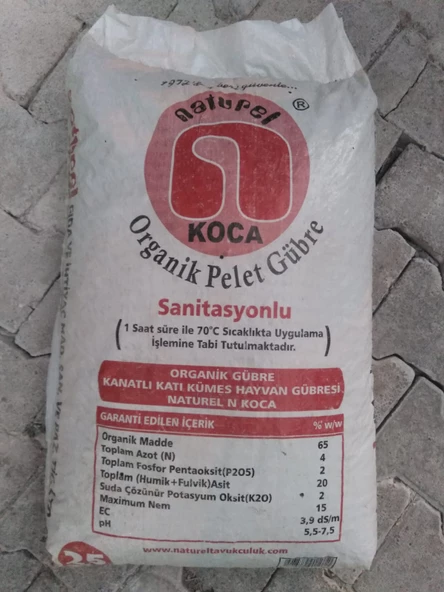 naturel ®
KOCA
Organik Pelet Gübre
Sanitasyonlu
(1 Saat süre ile 70°C Sıcaklıkta Uygulama
İşlemine Tabi Tutulmaktadır.)
ORGANİK GÜBRE
KANATLI KATI KÜMES HAYVAN GÜBRESİ
NATUREL N KOCA
GARANTİ EDİLEN İÇERİK % w/w
Organik Madde 65
Toplam Azot (N) 4
Toplam Fosfor Pentaoksit(P2O5) 2
Toplam (Humik+Fulvik)Asit 20
Suda Çözünür Potasyum Oksit(K2O) 2
Maximum Nem 15
EC 3,9 dS/m
pH 5,5-7,5
www.natureltavukculuk.com
25